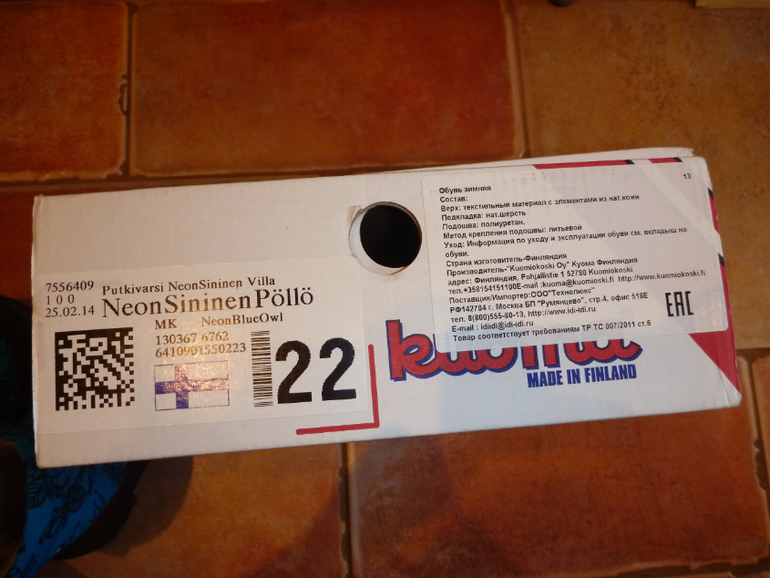 7556409
1 0 0
25.02.14
Putkivarsi NeonSininen Villa
NeonSininenPöllö
MK NeonBlueOwl
130367 6762
6410901550223
22
13
Обувь зимняя
Состав:
Верх: текстильный материал с элементами из нат.кожи
Подкладка: нат.шерсть
Подошва: полиуретан.
Метод крепления подошвы: литьевой
Уход: Информация по уходу и эксплуатации обуви см. вкладыш на
обуви.
Страна изготовитель-Финляндия
Производитель-"Kuomiokoski Oy" Куома Финляндия
адрес: Финляндия, Pohjallistie 1 52780 Kuomiokoski
тел.+358154151100E-mail :kuoma@kuomioski.fi http://www.kuomiokoski.fi
Поставщик/Импортер:ООО"Технелюкс"
РФ142784 г. Москва БП "Румянцево", стр.4, офис 518Е
тел. 8(800)555-80-13, http://www.idi-idi.ru
E-mail : ididi@idi-idi.ru
Товар соответствует требованиям ТР ТС 007/2011 ст.6
EAC
kuoma
MADE IN FINLAND